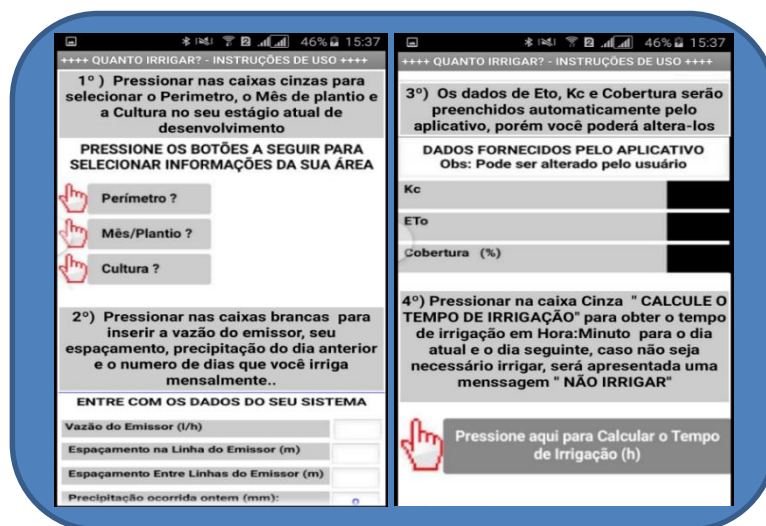 46% 15:37
++++ QUANTO IRRIGAR? - INSTRUÇÕES DE USO ++++
1º ) Pressionar nas caixas cinzas para
selecionar o Perimetro, o Mês de plantio e
a Cultura no seu estágio atual de
desenvolvimento
PRESSIONE OS BOTÕES A SEGUIR PARA
SELECIONAR INFORMAÇÕES DA SUA ÁREA
Perímetro ?
Mês/Plantio ?
Cultura ?
2º) Pressionar nas caixas brancas para
inserir a vazão do emissor, seu
espaçamento, precipitação do dia anterior
e o numero de dias que você irriga
mensalmente..
ENTRE COM OS DADOS DO SEU SISTEMA
Vazão do Emissor (l/h)
Espaçamento na Linha do Emissor (m)
Espaçamento Entre Linhas do Emissor (m)
Precipitação ocorrida ontem (mm): 0
2 46% 15:37
++++ QUANTO IRRIGAR? - INSTRUÇÕES DE USO ++++
3º) Os dados de Eto, Kc e Cobertura serão
preenchidos automaticamente pelo
aplicativo, porém você poderá altera-los
DADOS FORNECIDOS PELO APLICATIVO
Obs: Pode ser alterado pelo usuário
Kc
ETo
Cobertura (%)
4º) Pressionar na caixa Cinza " CALCULE O
TEMPO DE IRRIGAÇÃO" para obter o tempo
de irrigação em Hora:Minuto para o dia
atual e o dia seguinte, caso não seja
necessário irrigar, será apresentada uma
menssagem " NÃO IRRIGAR"
Pressione aqui para Calcular o Tempo
de Irrigação (h)